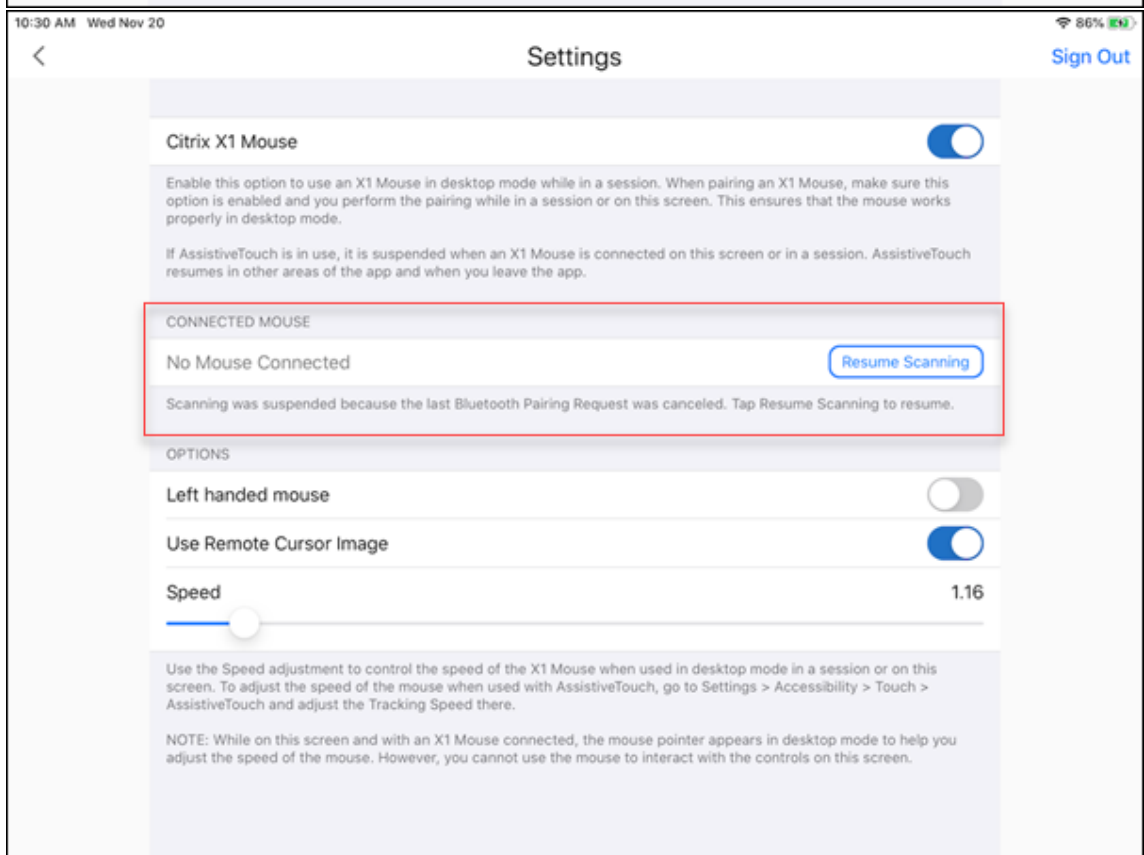 10:30 AM Wed Nov 20
86%
Settings
Sign Out
Citrix X1 Mouse
Enable this option to use an X1 Mouse in desktop mode while in a session. When pairing an X1 Mouse, make sure this
option is enabled and you perform the pairing while in a session or on this screen. This ensures that the mouse works
properly in desktop mode.
If AssistiveTouch is in use, it is suspended when an X1 Mouse is connected on this screen or in a session. AssistiveTouch
resumes in other areas of the app and when you leave the app.
CONNECTED MOUSE
No Mouse Connected
Resume Scanning
Scanning was suspended because the last Bluetooth Pairing Request was canceled. Tap Resume Scanning to resume.
OPTIONS
Left handed mouse
Use Remote Cursor Image
Speed
1.16
Use the Speed adjustment to control the speed of the X1 Mouse when used in desktop mode in a session or on this
screen. To adjust the speed of the mouse when used with AssistiveTouch, go to Settings > Accessibility > Touch >
AssistiveTouch and adjust the Tracking Speed there.
NOTE: While on this screen and with an X1 Mouse connected, the mouse pointer appears in desktop mode to help you
adjust the speed of the mouse. However, you cannot use the mouse to interact with the controls on this screen.